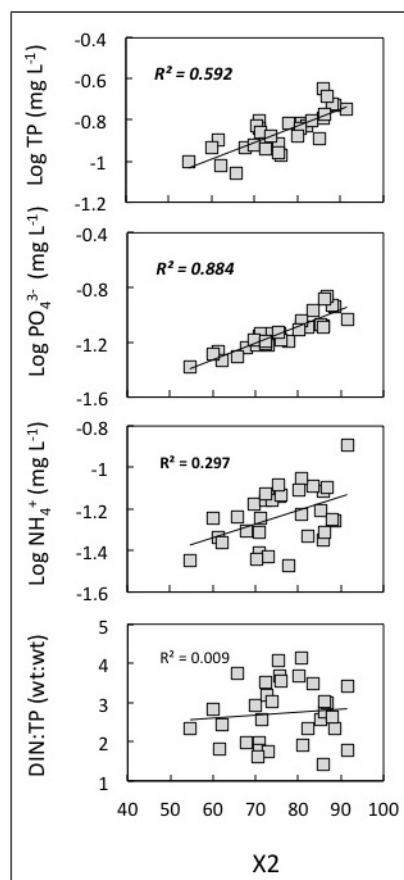 Log TP (mg L⁻¹)
-0.4
-0.6
-0.8
-1
-1.2
R² = 0.592
Log PO₄³⁻ (mg L⁻¹)
-0.4
-0.8
-1.2
-1.6
R² = 0.884
Log NH₄⁺ (mg L⁻¹)
-0.8
-1
-1.2
-1.4
-1.6
R² = 0.297
DIN:TP (wt:wt)
5
4
3
2
1
R² = 0.009
40 50 60 70 80 90 100
X2